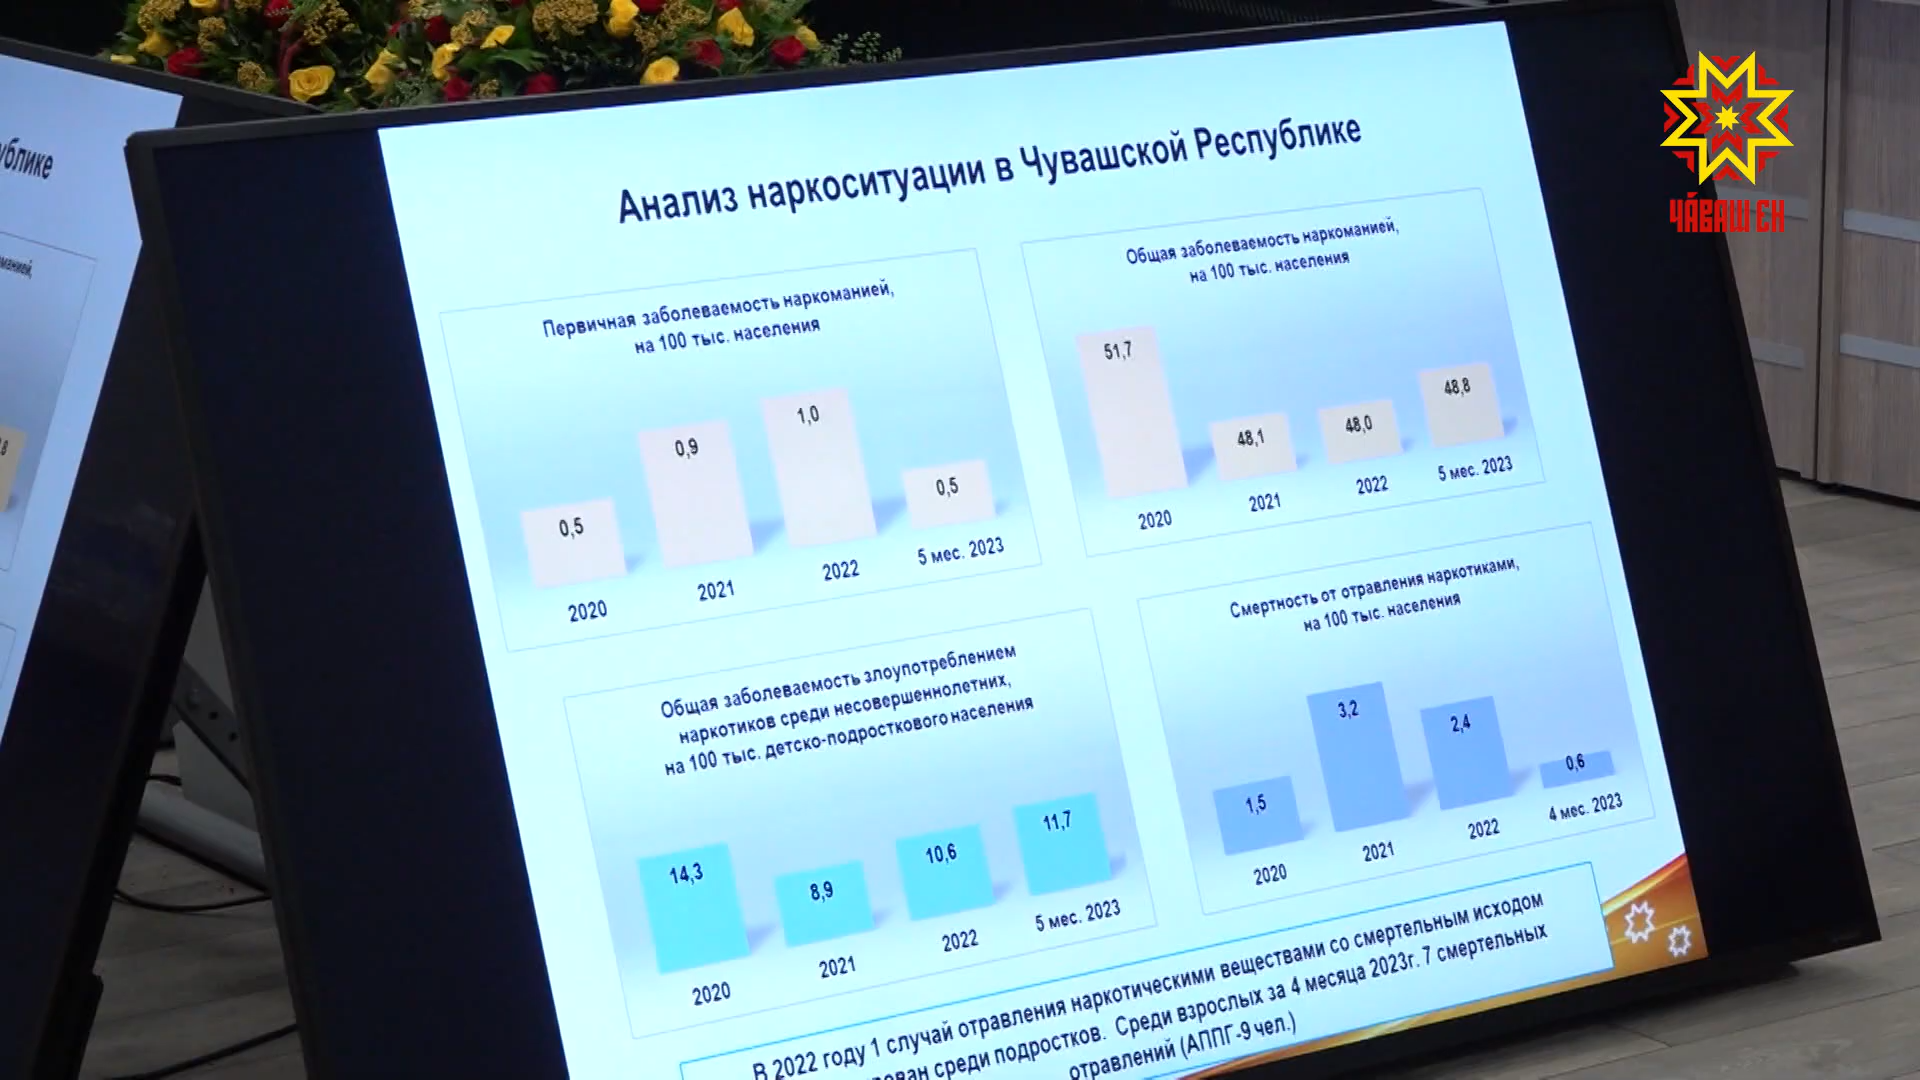 Анализ наркоситуации в Чувашской Республике
Первичная заболеваемость наркоманией,
на 100 тыс. населения
0,5
0,9
1,0
0,5
2020
2021
2022
5 мес. 2023
Общая заболеваемость наркоманией,
на 100 тыс. населения
51,7
48,1
48,0
48,8
2020
2021
2022
5 мес. 2023
Общая заболеваемость злоупотреблением
наркотиков среди несовершеннолетних,
на 100 тыс. детско-подросткового населения
14,3
8,9
10,6
11,7
2020
2021
2022
5 мес. 2023
Смертность от отравления наркотиками,
на 100 тыс. населения
1,5
3,2
2,4
0,6
2020
2021
2022
4 мес. 2023
В 2022 году 1 случай отравления наркотическими веществами со смертельным исходом
среди подростков. Среди взрослых за 4 месяца 2023г. 7 смертельных
отравлений (АППГ-9 чел.)
ЧӐВАШ ЕН